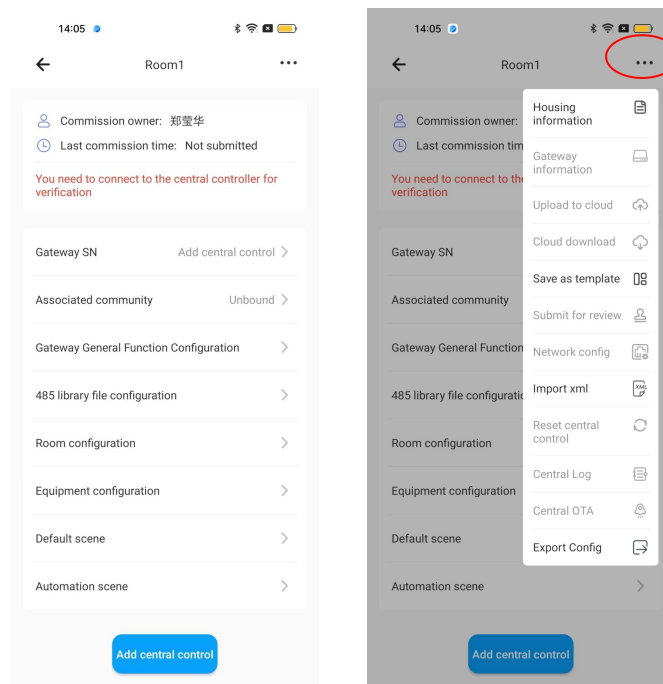 14:05
Room1
Commission owner: 郑莹华
Last commission time: Not submitted
You need to connect to the central controller for
verification
Gateway SN
Add central control
Associated community
Unbound
Gateway General Function Configuration
485 library file configuration
Room configuration
Equipment configuration
Default scene
Automation scene
Add central control
14:05
Room1
Commission owner:
Last commission tim
You need to connect to the
verification
Gateway SN
Associated community
Gateway General Function
485 library file configuratio
Room configuration
Equipment configuration
Default scene
Automation scene
Add central control
Housing
information
Gateway
information
Upload to cloud
Cloud download
Save as template
Submit for review
Network config
Import xml
XML
Reset central
control
Central Log
Central OTA
Export Config